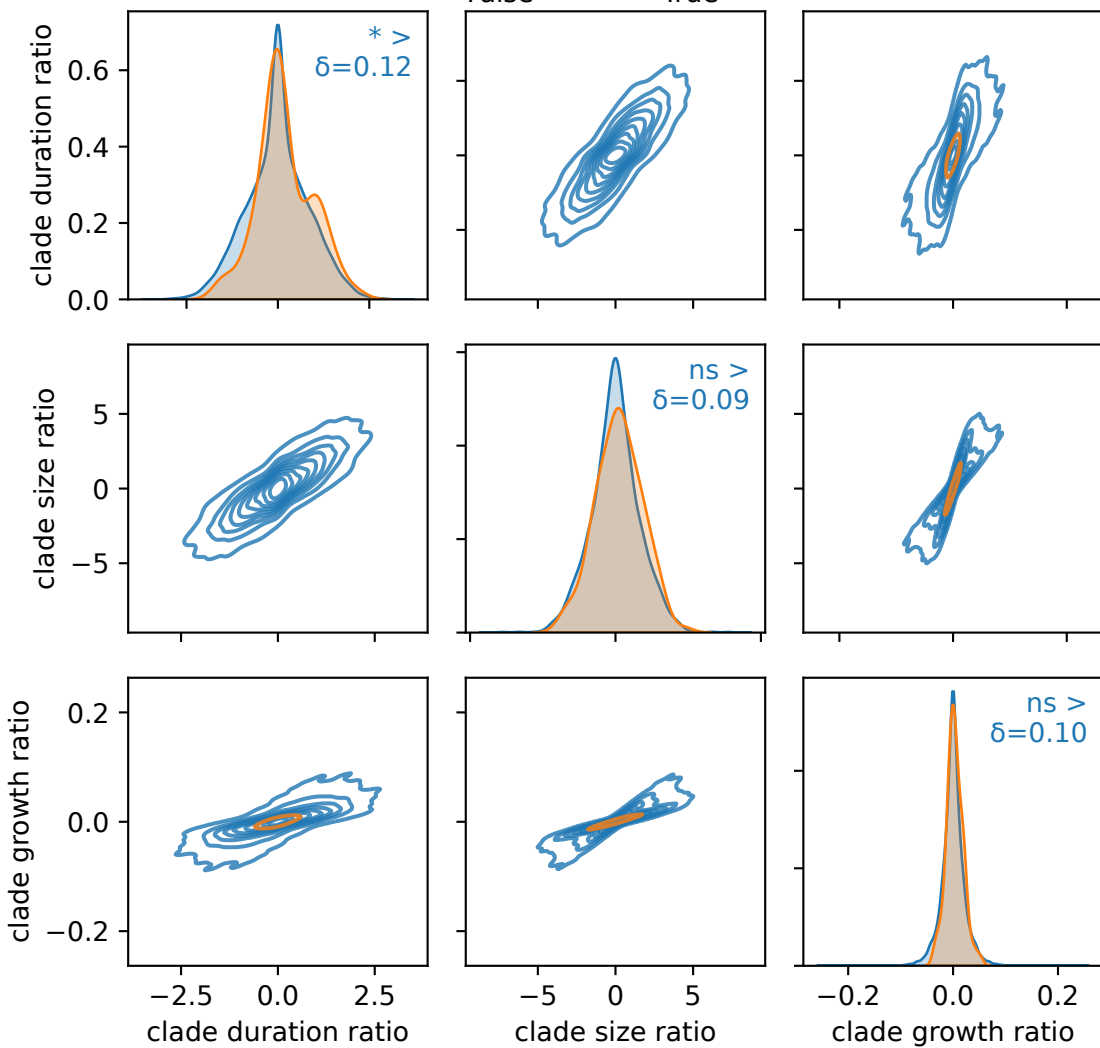 clade duration ratio
0.6
0.4
0.2
0.0
* >
δ=0.12
clade size ratio
5
0
−5
ns >
δ=0.09
clade growth ratio
0.2
0.0
−0.2
ns >
δ=0.10
−2.5 0.0 2.5
−5 0 5
−0.2 0.0 0.2
clade duration ratio
clade size ratio
clade growth ratio